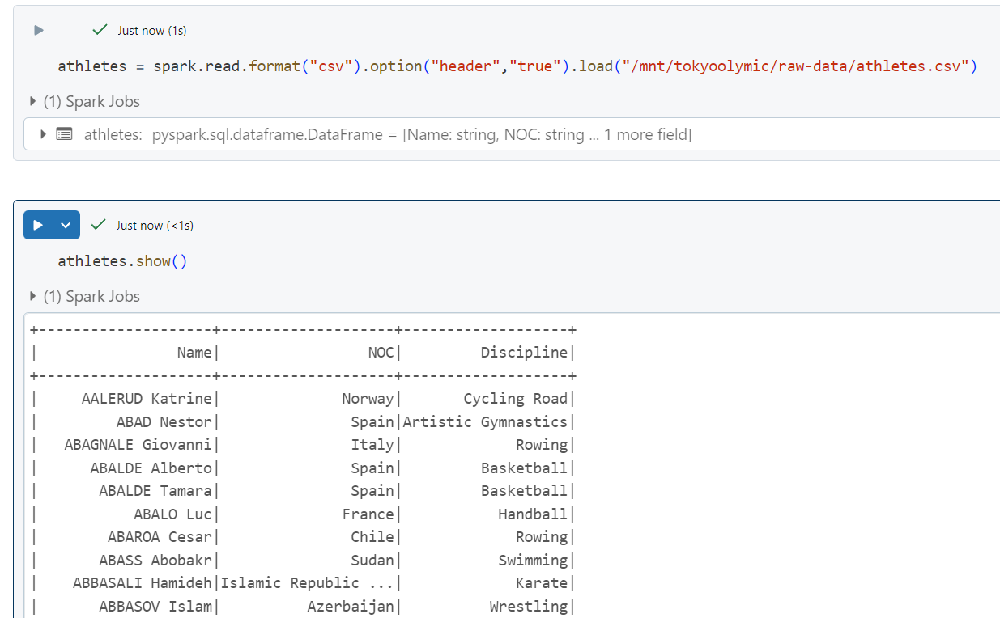 Just now (1s)
athletes = spark.read.format("csv").option("header","true").load("/mnt/tokyoolymic/raw-data/athletes.csv")
(1) Spark Jobs
athletes: pyspark.sql.dataframe.DataFrame = [Name: string, NOC: string ... 1 more field]
Just now (<1s)
athletes.show()
(1) Spark Jobs
+--------------------+--------------------+-------------------+
|                Name|                 NOC|         Discipline|
+--------------------+--------------------+-------------------+
|     AALERUD Katrine|              Norway|       Cycling Road|
|         ABAD Nestor|               Spain|Artistic Gymnastics|
|   ABAGNALE Giovanni|               Italy|             Rowing|
|      ABALDE Alberto|               Spain|         Basketball|
|       ABALDE Tamara|               Spain|         Basketball|
|           ABALO Luc|              France|           Handball|
|        ABAROA Cesar|               Chile|             Rowing|
|       ABASS Abobakr|               Sudan|           Swimming|
|    ABBASALI Hamideh|Islamic Republic ...|             Karate|
|       ABBASOV Islam|          Azerbaijan|          Wrestling|